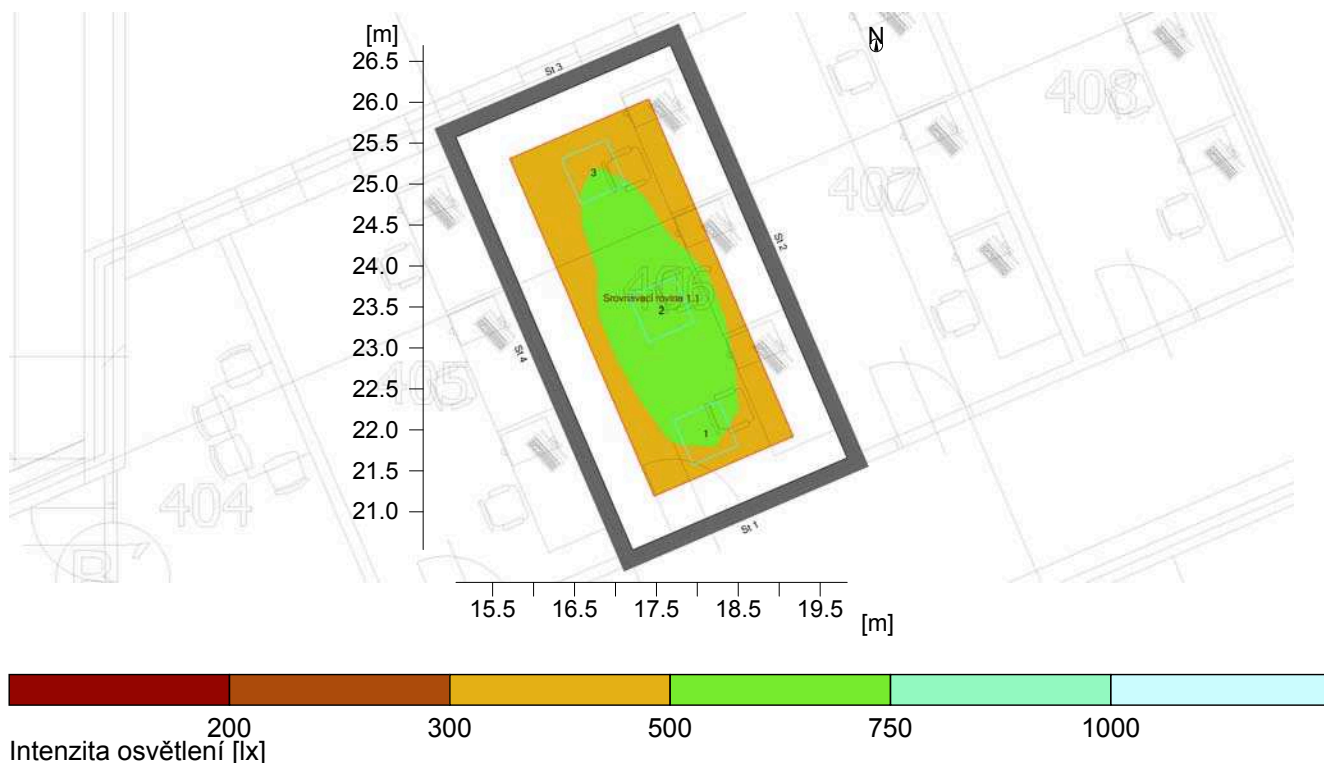 [m]
N
26.5
St 3
26.0
408
25.5
3
25.0
407
24.5
St 2
24.0
406
Srovnávací rovina 1.1
23.5
2
23.0
St 4
22.5
405
22.0
1
21.5
404
21.0
St 1
B´
15.5 16.5 17.5 18.5 19.5
[m]
200 300 500 750 1000
Intenzita osvětlení [lx]